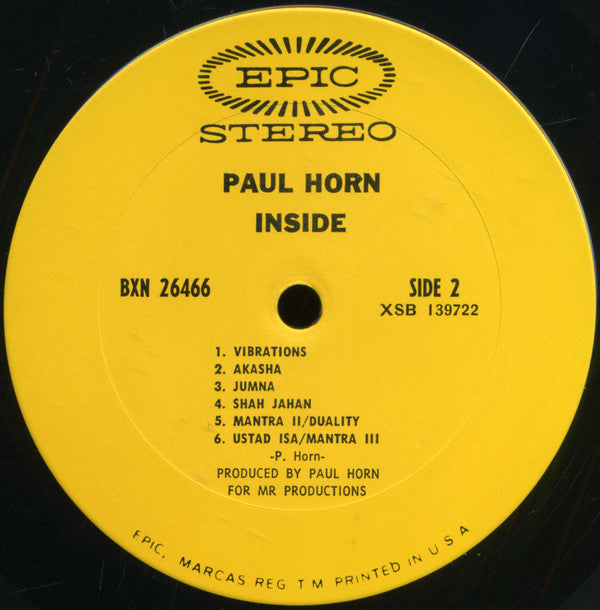 EPIC
STEREO
PAUL HORN
INSIDE
BXN 26466
SIDE 2
XSB 139722
1. VIBRATIONS
2. AKASHA
3. JUMNA
4. SHAH JAHAN
5. MANTRA II/DUALITY
6. USTAD ISA/MANTRA III
-P. Horn-
PRODUCED BY PAUL HORN
FOR MR PRODUCTIONS
EPIC, MARCAS REG T M PRINTED IN U S A